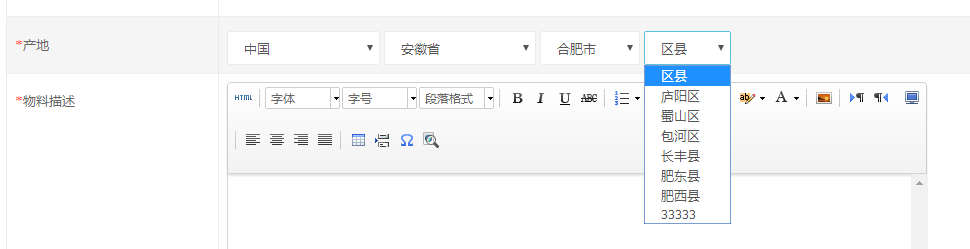 *产地
中国 安徽省 合肥市 区县
区县
庐阳区
蜀山区
包河区
长丰县
肥东县
肥西县
33333
*物料描述
HTML 字体 字号 段落格式 B I U ABC ab A